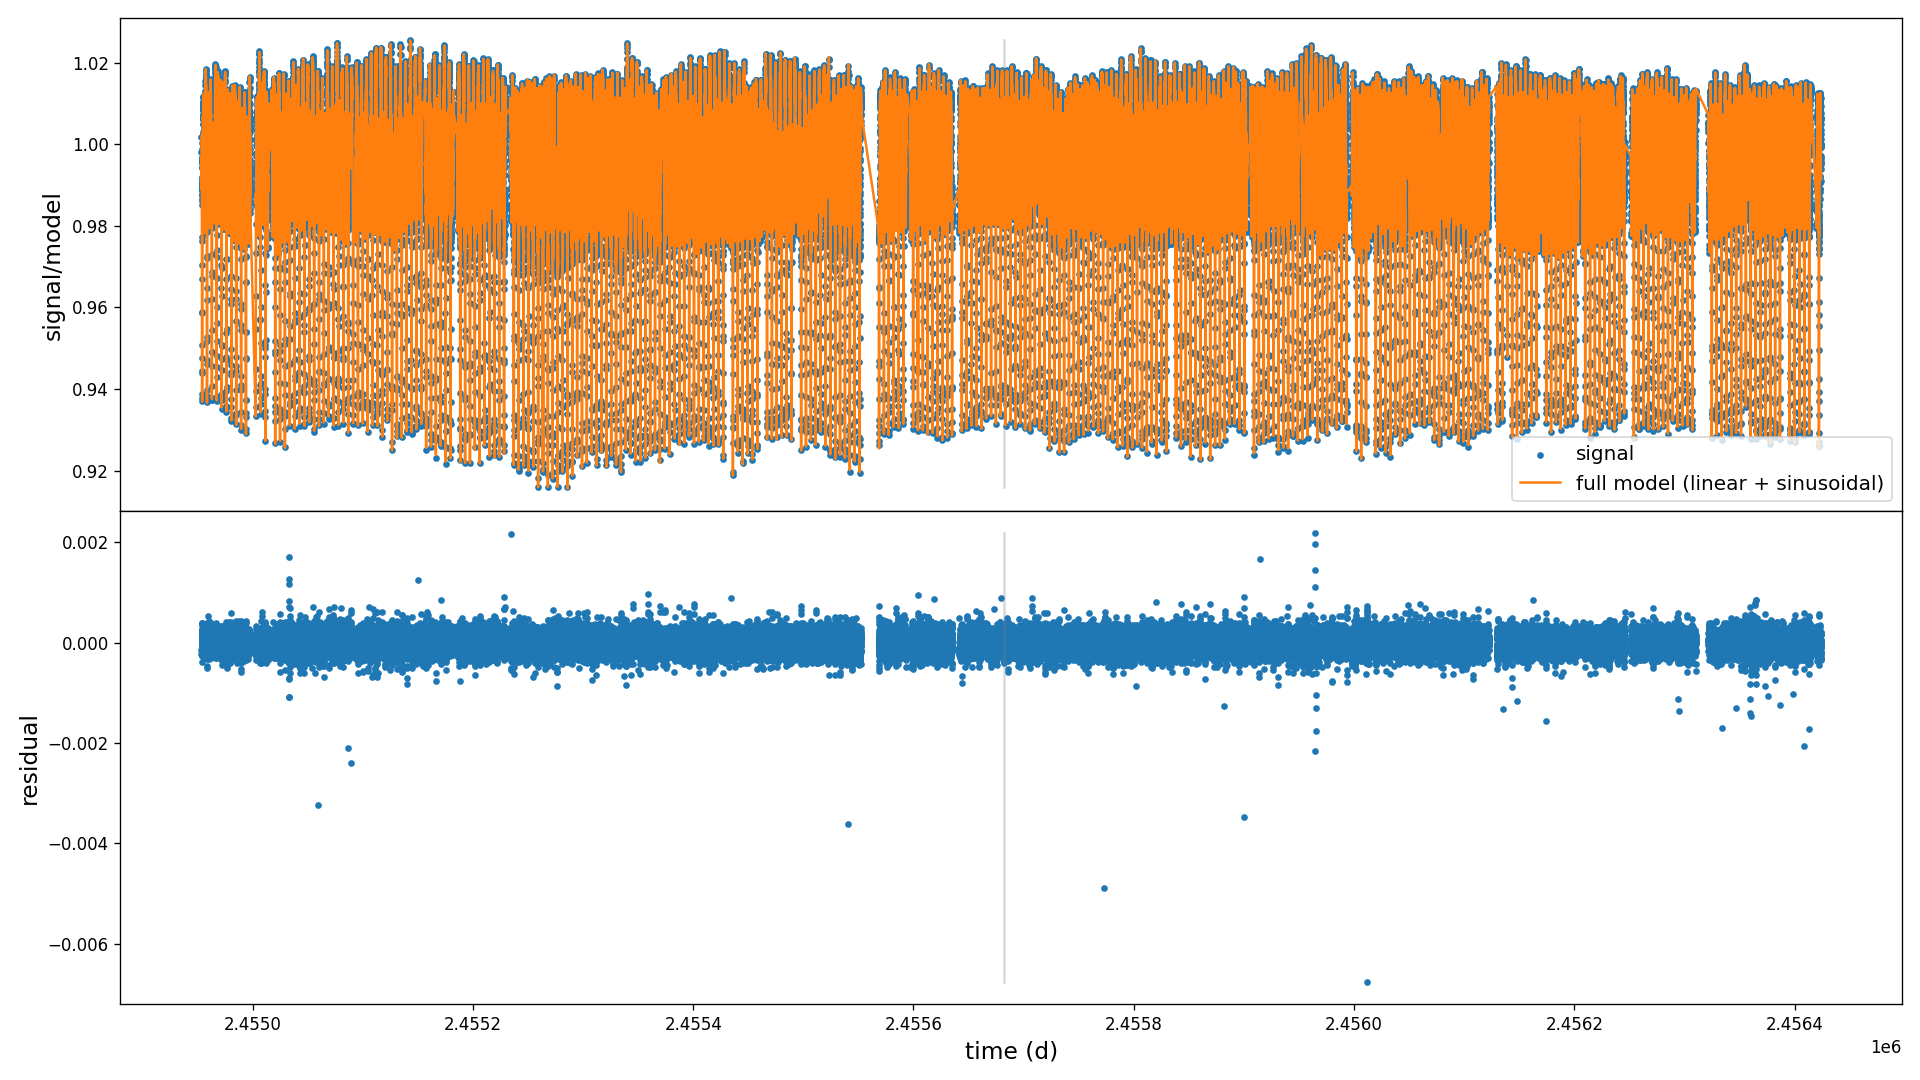 1.02
1.00
0.98
0.96
0.94
0.92
signal/model
signal
full model (linear + sinusoidal)
0.002
0.000
−0.002
−0.004
−0.006
residual
2.4550 2.4552 2.4554 2.4556 2.4558 2.4560 2.4562 2.4564
1e6
time (d)